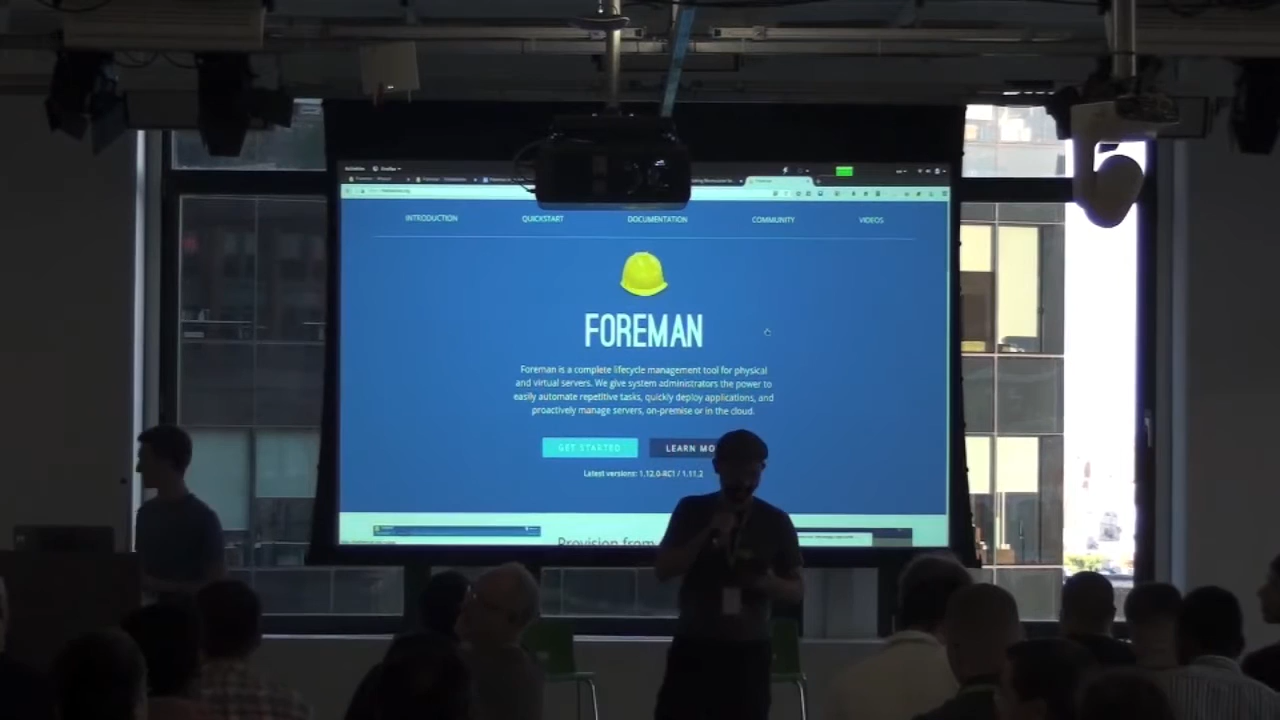 INTRODUCTION QUICKSTART DOCUMENTATION COMMUNITY VIDEOS
FOREMAN
Foreman is a complete lifecycle management tool for physical
and virtual servers. We give system administrators the power to
easily automate repetitive tasks, quickly deploy applications, and
proactively manage servers, on-premise or in the cloud.
GET STARTED LEARN MO
Latest versions: 1.12.0-RC1 / 1.11.2
Provision from